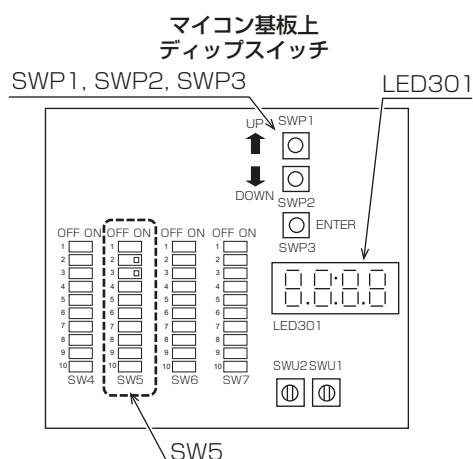 マイコン基板上
ディップスイッチ
SWP1, SWP2, SWP3
LED301
UP
SWP1
DOWN
SWP2
ENTER
SWP3
OFF ON
OFF ON
OFF ON
OFF ON
1
2
3
4
5
6
7
8
9
10
1
2
3
4
5
6
7
8
9
10
1
2
3
4
5
6
7
8
9
10
1
2
3
4
5
6
7
8
9
10
SW4
SW5
SW6
SW7
8.8:8.8
LED301
SWU2
SWU1
SW5